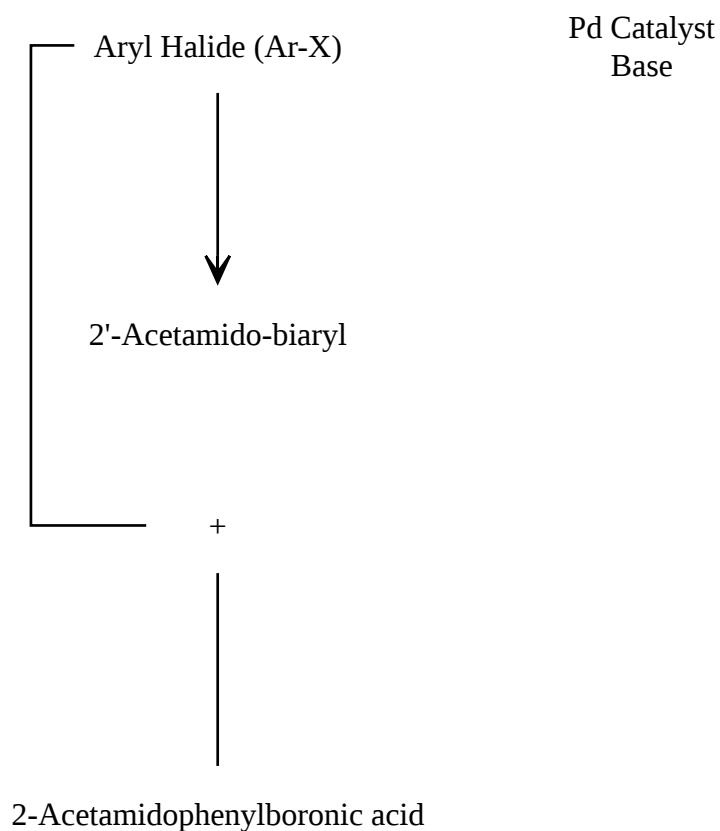 Aryl Halide (Ar-X)
Pd Catalyst
Base
2'-Acetamido-biaryl
+
2-Acetamidophenylboronic acid